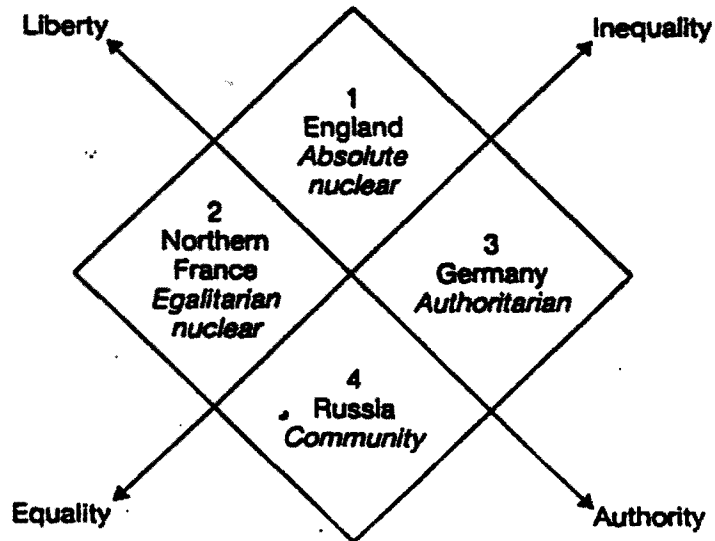 Liberty
Inequality
1
England
Absolute
nuclear
2
Northern
France
Egalitarian
nuclear
3
Germany
Authoritarian
4
Russia
Community
Equality
Authority